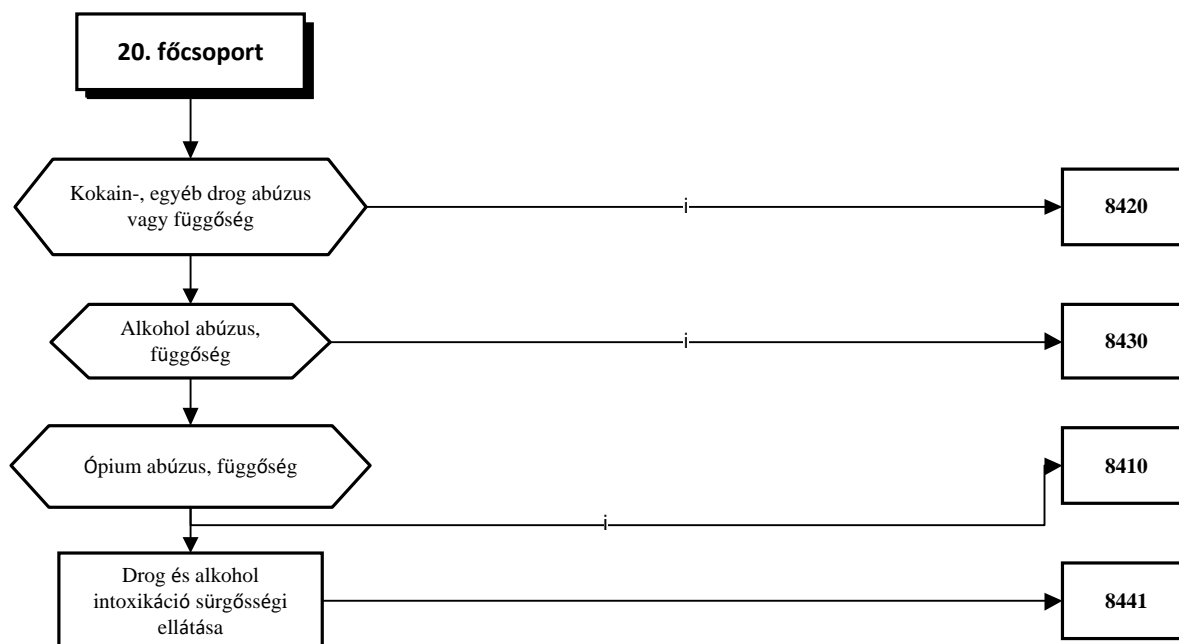 20. főcsoport
Kokain-, egyéb drog abúzus
vagy függőség
i
8420
Alkohol abúzus,
függőség
i
8430
Ópium abúzus, függőség
i
8410
Drog és alkohol
intoxikáció sürgősségi
ellátása
8441